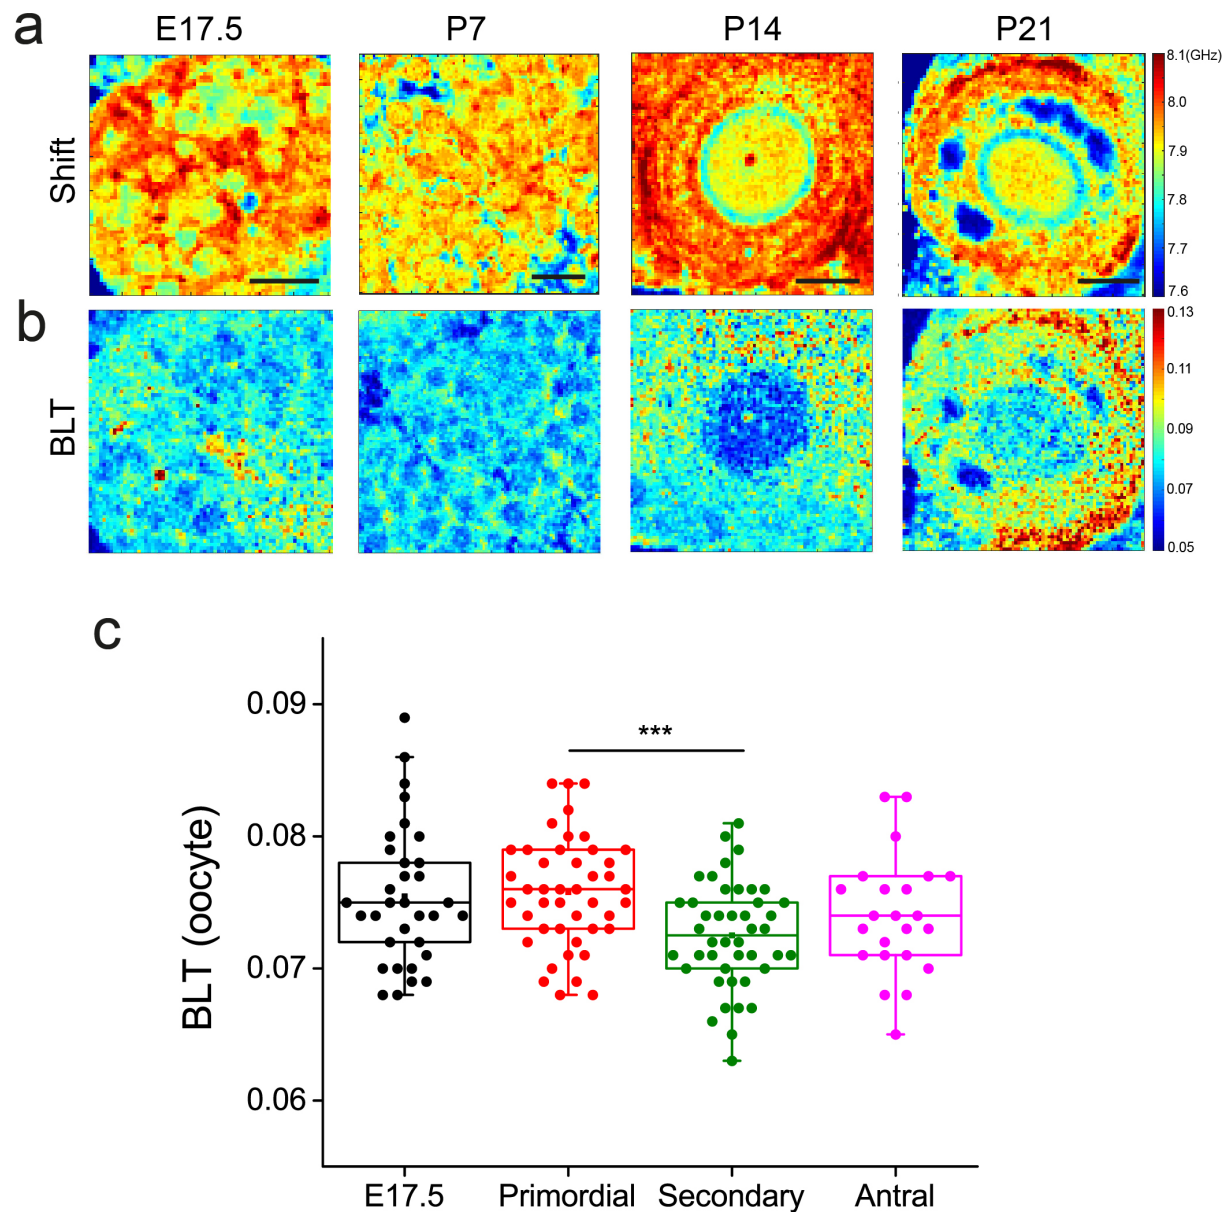 a
E17.5 P7 P14 P21
Shift
8.1(GHz)
8.0
7.9
7.8
7.7
7.6
b
BLT
0.13
0.11
0.09
0.07
0.05
c
***
BLT (oocyte)
0.09
0.08
0.07
0.06
E17.5 Primordial Secondary Antral